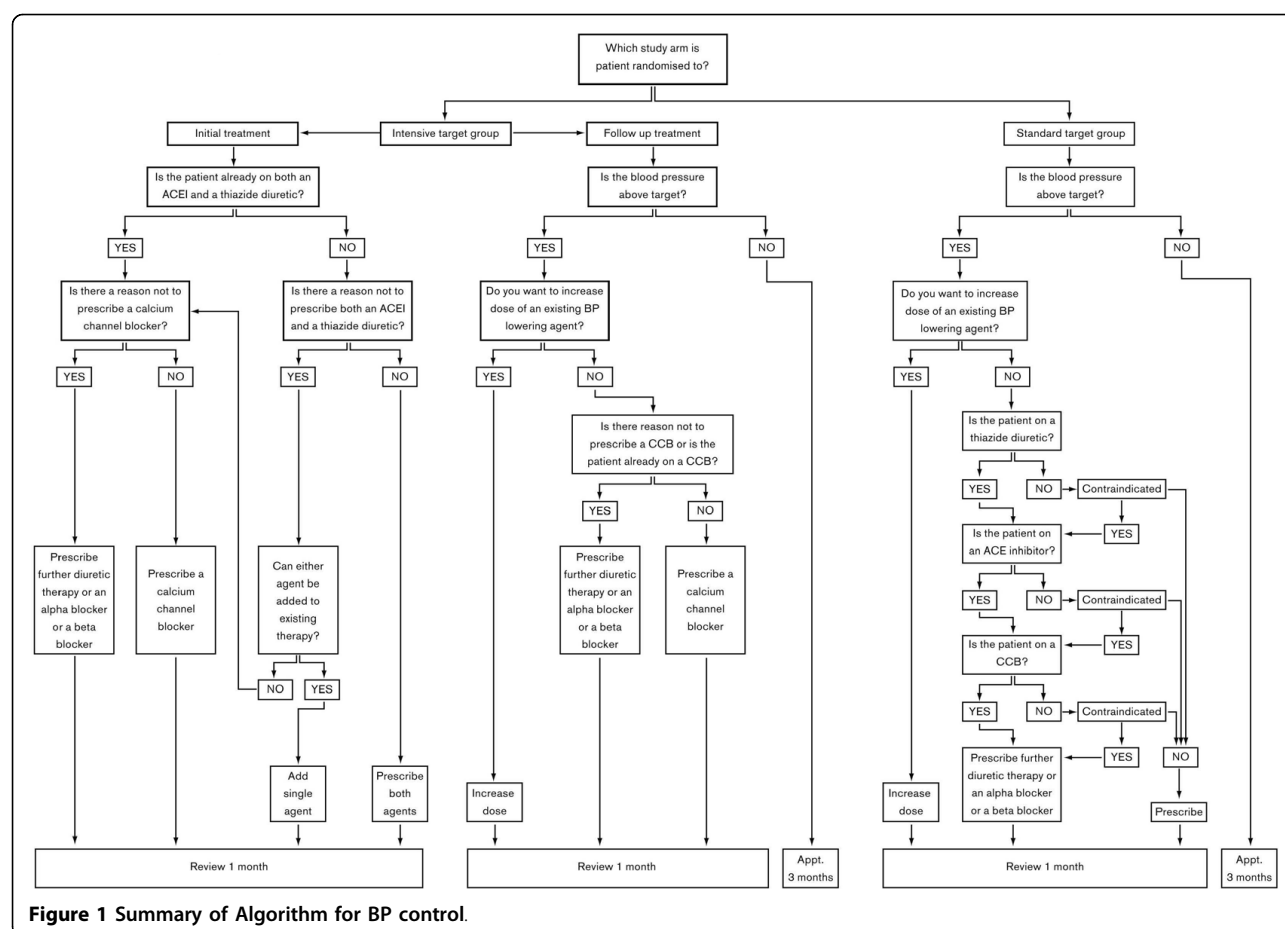 Which study arm is
patient randomised to?
Initial treatment
Intensive target group
Follow up treatment
Standard target group
Is the patient already on both an
ACEI and a thiazide diuretic?
YES
NO
Is there a reason not to
prescribe a calcium
channel blocker?
YES
NO
Is there a reason not to
prescribe both an ACEI
and a thiazide diuretic?
YES
NO
Prescribe
further diuretic
therapy or an
alpha blocker
or a beta
blocker
Prescribe a
calcium
channel
blocker
Can either
agent be
added to
existing
therapy?
NO
YES
Add
single
agent
Prescribe
both
agents
Review 1 month
Is the blood pressure
above target?
YES
NO
Do you want to increase
dose of an existing BP
lowering agent?
YES
NO
Is there reason not to
prescribe a CCB or is the
patient already on a CCB?
YES
NO
Prescribe
further diuretic
therapy or an
alpha blocker
or a beta
blocker
Prescribe a
calcium
channel
blocker
Increase
dose
Review 1 month
Appt.
3 months
Is the blood pressure
above target?
YES
NO
Do you want to increase
dose of an existing BP
lowering agent?
YES
NO
Is the patient on a
thiazide diuretic?
YES
NO
Contraindicated
YES
Is the patient on
an ACE inhibitor?
YES
NO
Contraindicated
YES
Is the patient on a
CCB?
YES
NO
Contraindicated
YES
NO
Prescribe further
diuretic therapy or
an alpha blocker
or a beta blocker
Increase
dose
Prescribe
Review 1 month
Appt.
3 months
Figure 1 Summary of Algorithm for BP control.